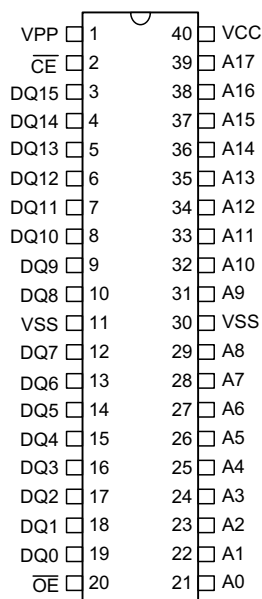 VPP 1 40 VCC
C̅E̅ 2 39 A17
DQ15 3 38 A16
DQ14 4 37 A15
DQ13 5 36 A14
DQ12 6 35 A13
DQ11 7 34 A12
DQ10 8 33 A11
DQ9 9 32 A10
DQ8 10 31 A9
VSS 11 30 VSS
DQ7 12 29 A8
DQ6 13 28 A7
DQ5 14 27 A6
DQ4 15 26 A5
DQ3 16 25 A4
DQ2 17 24 A3
DQ1 18 23 A2
DQ0 19 22 A1
O̅E̅ 20 21 A0